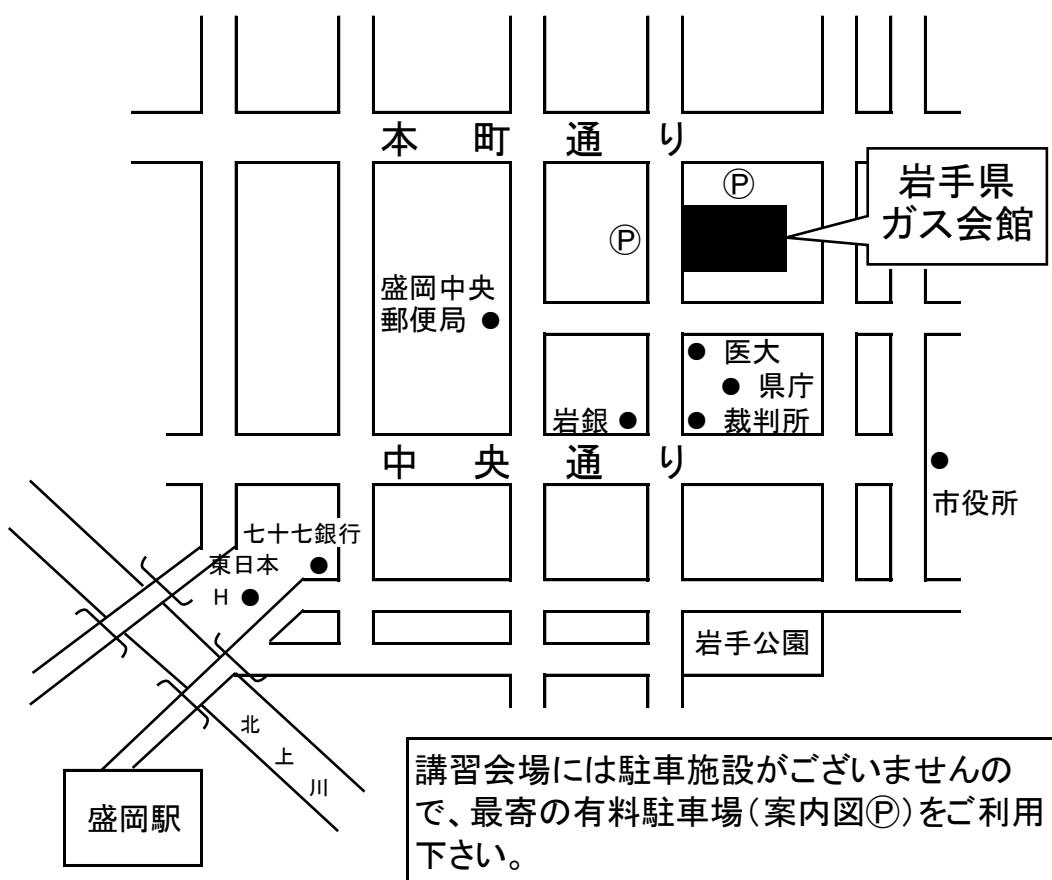 本町通り
Ⓟ
岩手県
ガス会館
Ⓟ
盛岡中央
郵便局
医大
県庁
岩銀
裁判所
中央通り
市役所
七十七銀行
東日本
H
岩手公園
北上川
盛岡駅
講習会場には駐車施設がございませんの
で、最寄の有料駐車場（案内図Ⓟ）をご利用
下さい。